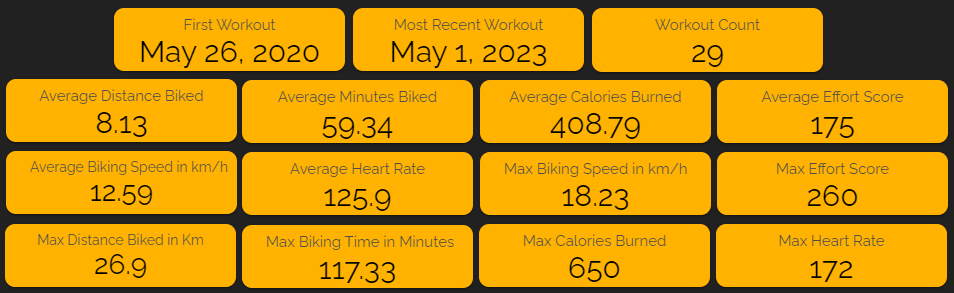 First Workout
May 26, 2020
Most Recent Workout
May 1, 2023
Workout Count
29
Average Distance Biked
8.13
Average Minutes Biked
59.34
Average Calories Burned
408.79
Average Effort Score
175
Average Biking Speed in km/h
12.59
Average Heart Rate
125.9
Max Biking Speed in km/h
18.23
Max Effort Score
260
Max Distance Biked in Km
26.9
Max Biking Time in Minutes
117.33
Max Calories Burned
650
Max Heart Rate
172